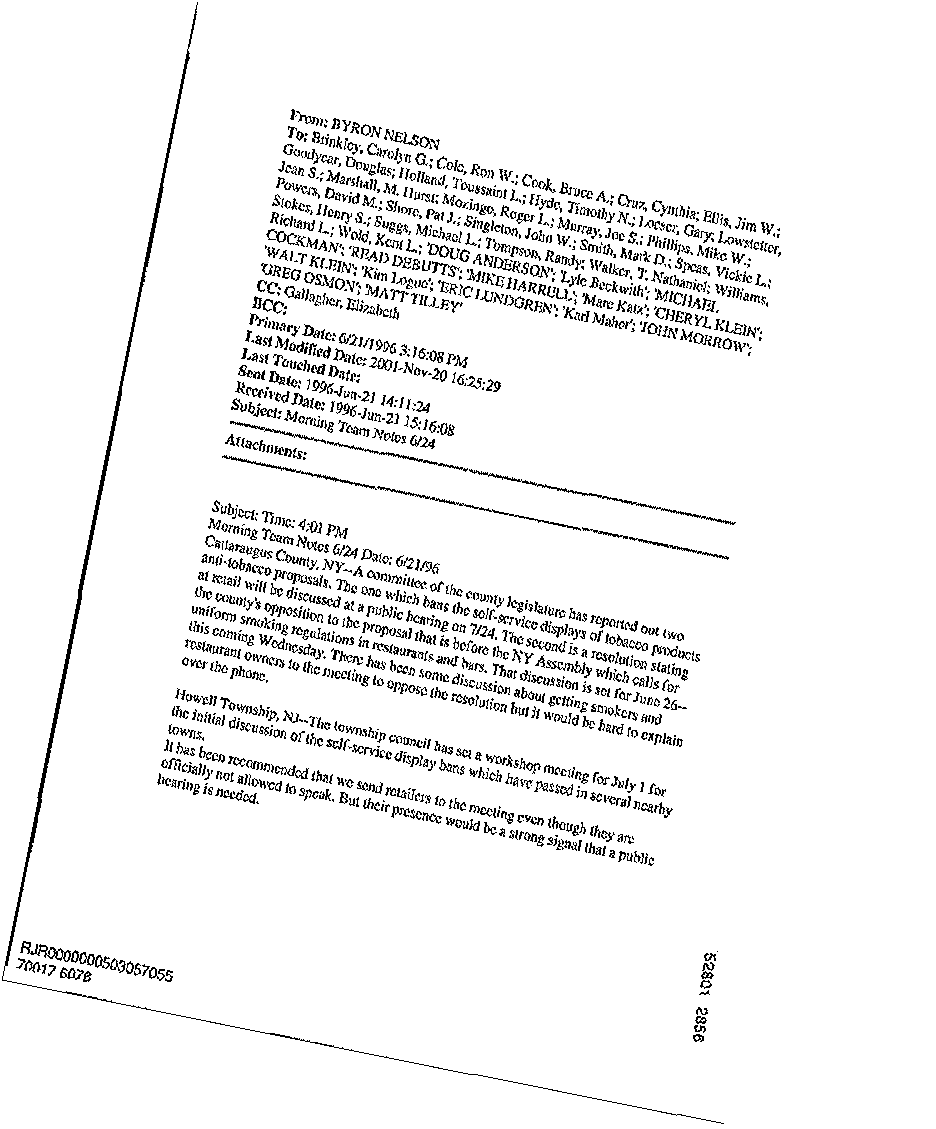 From: BYRON NELSON
To: Brinkley, Carolyn G.; Cole, Ron W.; Cook, Bruce A.; Cruz, Cynthia; Ellis, Jim W.;
Goodyear, Douglas; Holland, Toussaint L.; Hyde, Timothy N.; Loeser, Gary; Lowsteiter,
Jean S.; Marshall, M. Hurst; Mozingo, Roger L.; Murray, Joe S.; Phillips, Mike W.;
Powers, David M.; Shore, Pat J.; Singleton, John W.; Smith, Mark D.; Speas, Vickie L.;
Stokes, Henry S.; Suggs, Michael L.; Tompson, Randy; Walker, T. Nathaniel; Williams,
Richard L.; Wold, Kent L.; 'DOUG ANDERSON'; 'Lyle Beckwith'; 'MICHAEL
COCKMAN'; 'READ DEBUTTS'; 'MIKE HARRULL'; 'Marc Katz'; 'CHERYL KLEIN';
'WALT KLEIN'; 'Kim Logue'; 'ERIC LUNDGREN'; 'Karl Maher'; 'JOHN MORROW';
'GREG OSMON'; 'MATT TILLEY'
CC: Gallagher, Elizabeth
BCC:
Primary Date: 6/21/1996 3:16:08 PM
Last Modified Date: 2001-Nov-20 16:25:29
Last Touched Date:
Sent Date: 1996-Jun-21 14:11:24
Received Date: 1996-Jun-21 15:16:08
Subject: Morning Team Notes 6/24
Attachments:
Subject: Time: 4:01 PM
Morning Team Notes 6/24 Date: 6/21/96
Cattaraugus County, NY--A committee of the county legislature has reported out two
anti-tobacco proposals. The one which bans the self-service displays of tobacco products
at retail will be discussed at a public hearing on 7/24. The second is a resolution stating
the county's opposition to the proposal that is before the NY Assembly which calls for
uniform smoking regulations in restaurants and bars. That discussion is set for June 26--
this coming Wednesday. There has been some discussion about getting smokers and
restaurant owners to the meeting to oppose the resolution but it would be hard to explain
over the phone.
Howell Township, NJ--The township council has set a workshop meeting for July 1 for
the initial discussion of the self-service display bans which have passed in several nearby
towns.
It has been recommended that we send retailers to the meeting even though they are
officially not allowed to speak. But their presence would be a strong signal that a public
hearing is needed.
RJR0000000503057055
70017 6078
52801 2856